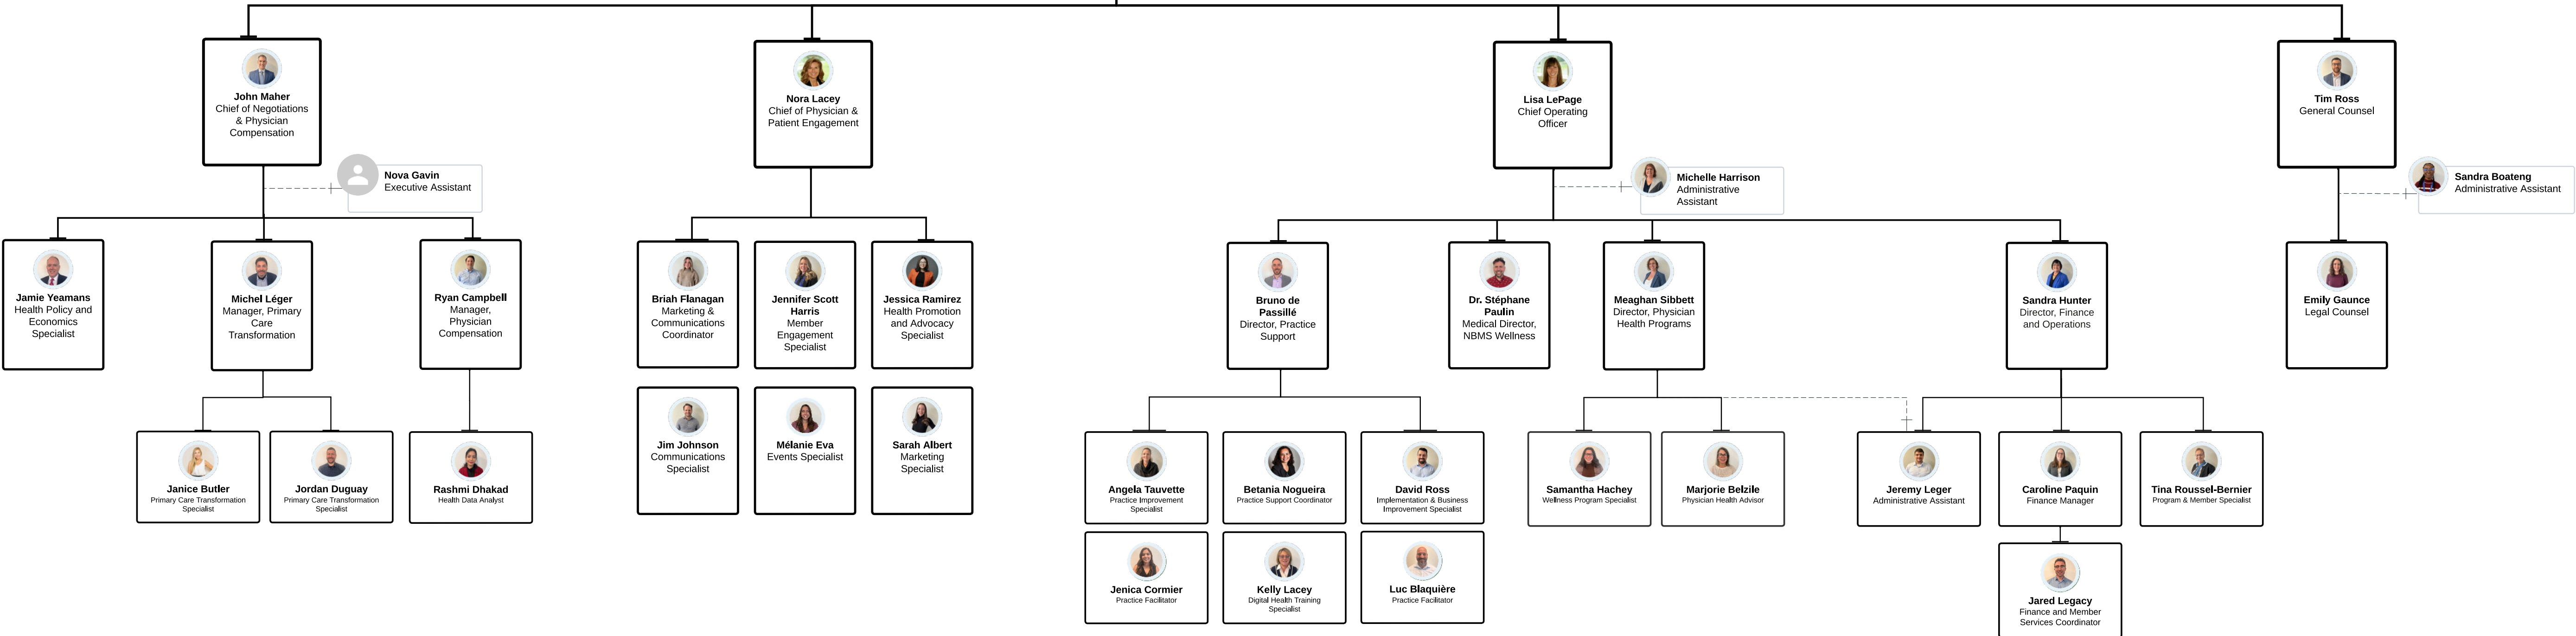 John Maher
Chief of Negotiations
& Physician
Compensation
Nora Lacey
Chief of Physician &
Patient Engagement
Lisa LePage
Chief Operating
Officer
Tim Ross
General Counsel
Nova Gavin
Executive Assistant
Michelle Harrison
Administrative
Assistant
Sandra Boateng
Administrative Assistant
Jamie Yeamans
Health Policy and
Economics
Specialist
Michel Léger
Manager, Primary
Care
Transformation
Ryan Campbell
Manager,
Physician
Compensation
Briah Flanagan
Marketing &
Communications
Coordinator
Jennifer Scott
Harris
Member
Engagement
Specialist
Jessica Ramirez
Health Promotion
and Advocacy
Specialist
Bruno de
Passillé
Director, Practice
Support
Dr. Stéphane
Paulin
Medical Director,
NBMS Wellness
Meaghan Sibbett
Director, Physician
Health Programs
Sandra Hunter
Director, Finance
and Operations
Emily Gaunce
Legal Counsel
Janice Butler
Primary Care Transformation
Specialist
Jordan Duguay
Primary Care Transformation
Specialist
Rashmi Dhakad
Health Data Analyst
Jim Johnson
Communications
Specialist
Mélanie Eva
Events Specialist
Sarah Albert
Marketing
Specialist
Angela Tauvette
Practice Improvement
Specialist
Betania Nogueira
Practice Support Coordinator
David Ross
Implementation & Business
Improvement Specialist
Samantha Hachey
Wellness Program Specialist
Marjorie Belzile
Physician Health Advisor
Jeremy Leger
Administrative Assistant
Caroline Paquin
Finance Manager
Tina Roussel-Bernier
Program & Member Specialist
Jenica Cormier
Practice Facilitator
Kelly Lacey
Digital Health Training
Specialist
Luc Blaquière
Practice Facilitator
Jared Legacy
Finance and Member
Services Coordinator